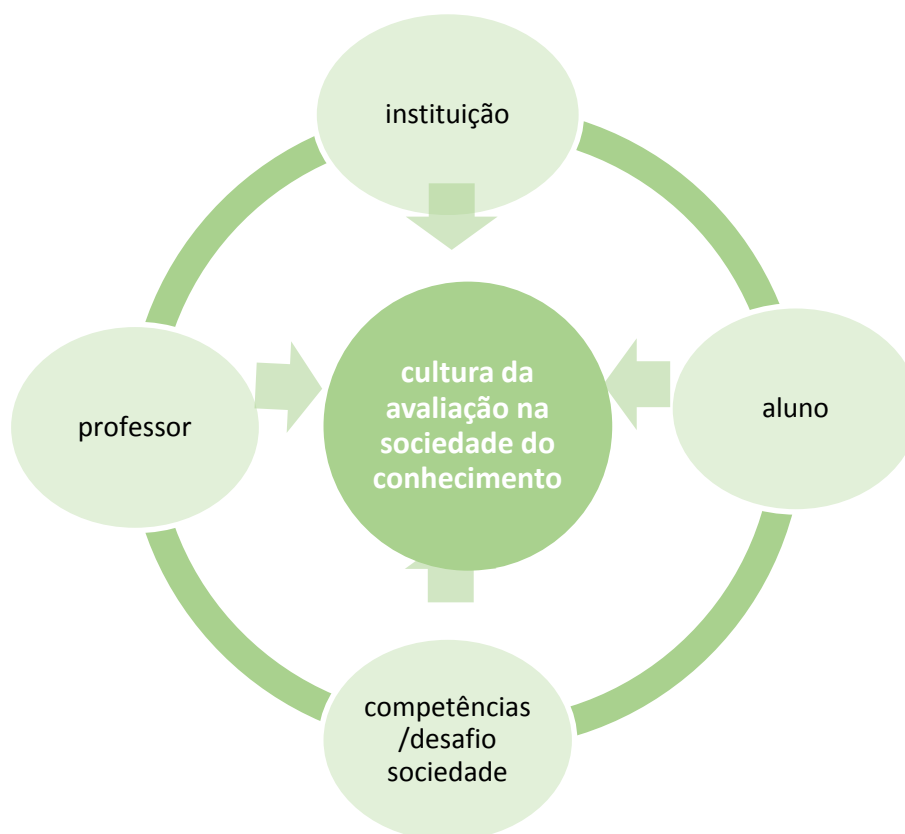 instituição
professor
cultura da
avaliação na
sociedade do
conhecimento
aluno
competências
/desafio
sociedade